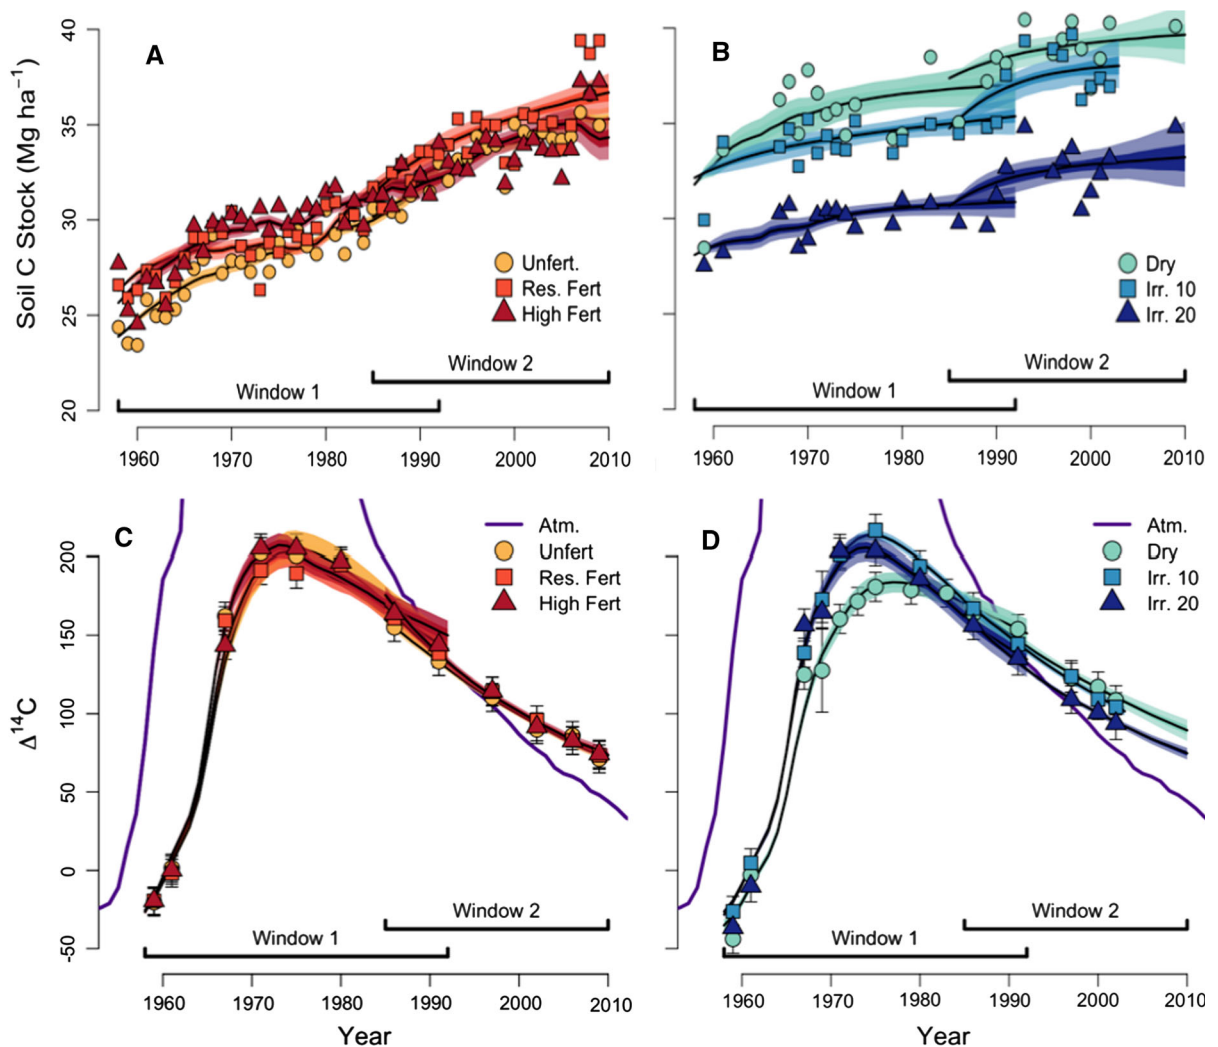 A
B
Soil C Stock (Mg ha⁻¹)
40
35
30
25
20
Unfert.
Res. Fert
High Fert
Dry
Irr. 10
Irr. 20
Window 2
Window 1
Window 2
Window 1
1960 1970 1980 1990 2000 2010
1960 1970 1980 1990 2000 2010
C
D
Δ¹⁴C
200
150
100
50
0
-50
Atm.
Unfert
Res. Fert
High Fert
Atm.
Dry
Irr. 10
Irr. 20
Window 2
Window 1
Window 2
Window 1
1960 1970 1980 1990 2000 2010
1960 1970 1980 1990 2000 2010
Year
Year